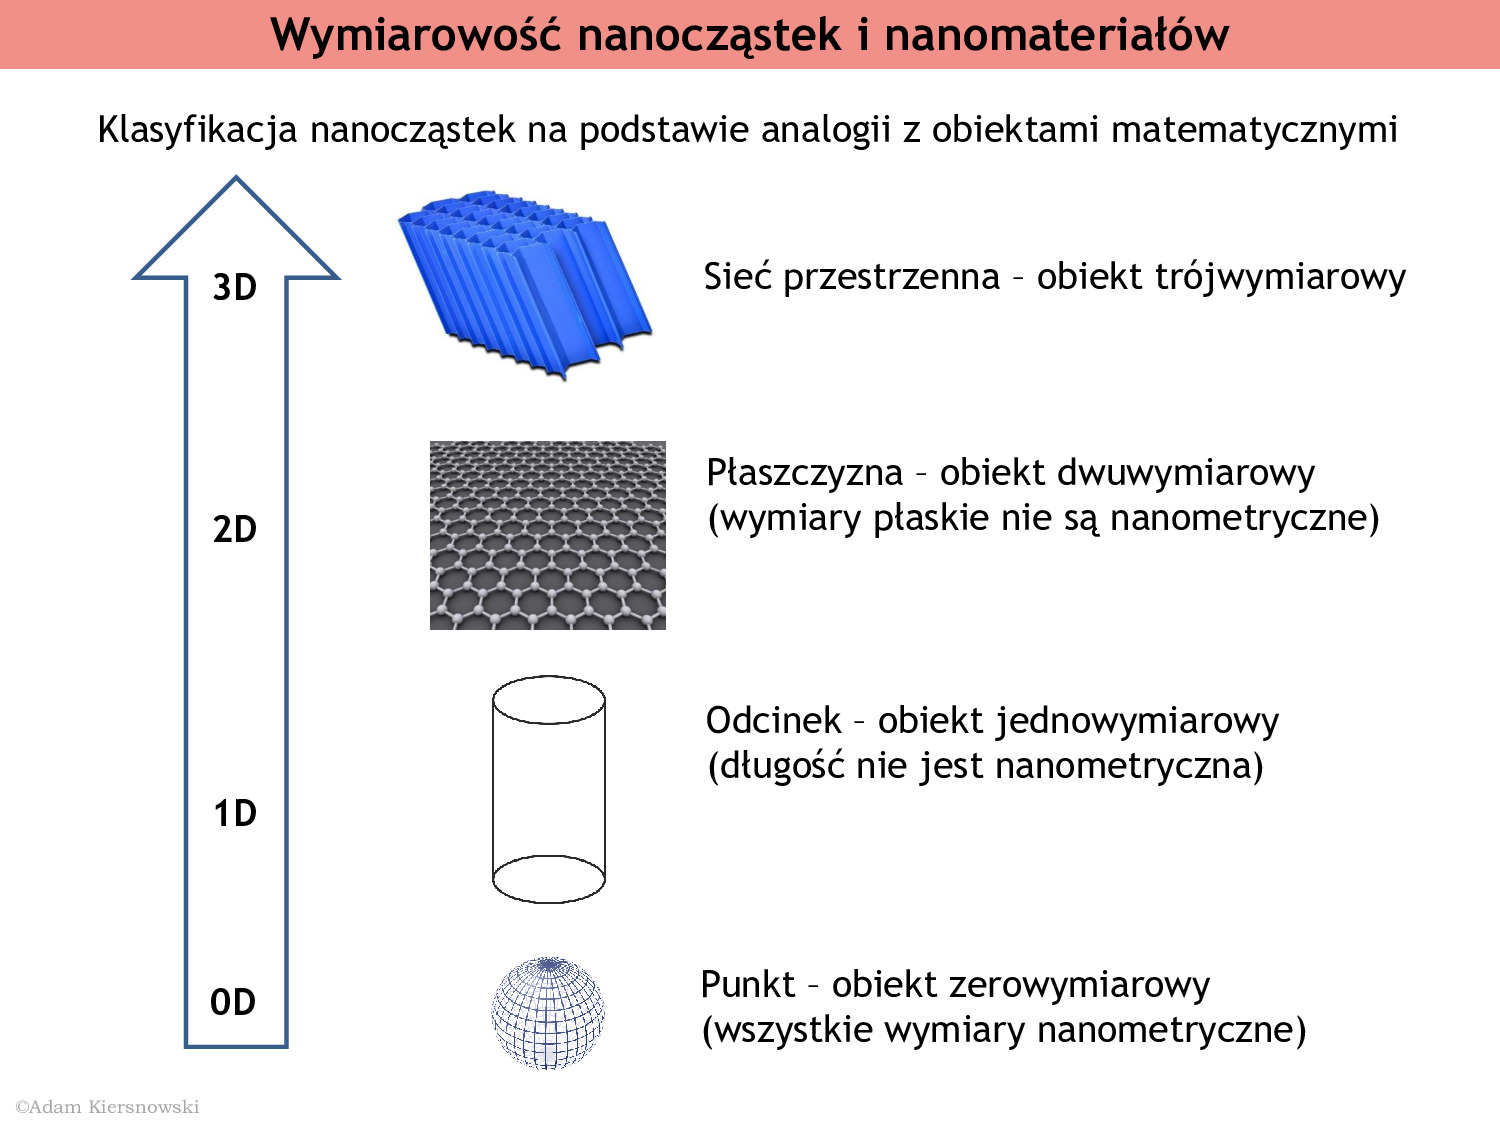 Wymiarowość nanocząstek i nanomateriałów
Klasyfikacja nanocząstek na podstawie analogii z obiektami matematycznymi
3D
Sieć przestrzenna – obiekt trójwymiarowy
2D
Płaszczyzna – obiekt dwuwymiarowy
(wymiary płaskie nie są nanometryczne)
1D
Odcinek – obiekt jednowymiarowy
(długość nie jest nanometryczna)
0D
Punkt – obiekt zerowymiarowy
(wszystkie wymiary nanometryczne)
©Adam Kiersnowski